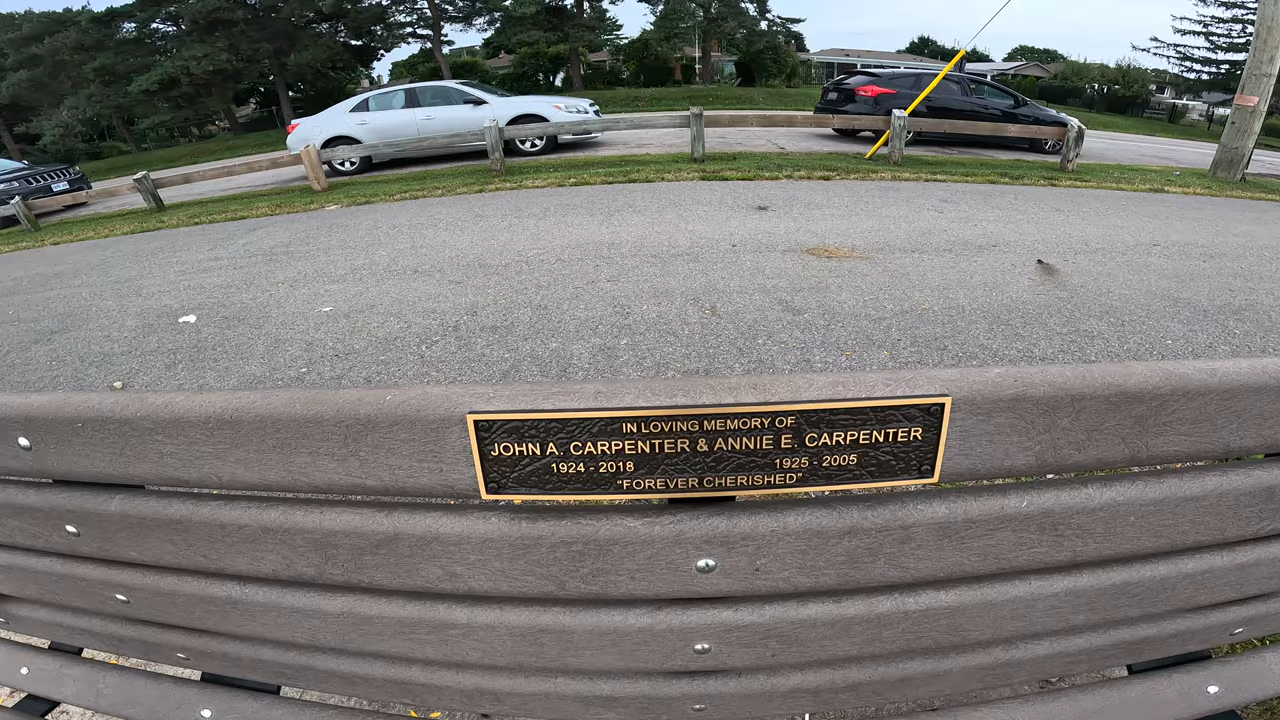 IN LOVING MEMORY OF
JOHN A. CARPENTER & ANNIE E. CARPENTER
1924 - 2018 1925 - 2005
"FOREVER CHERISHED"